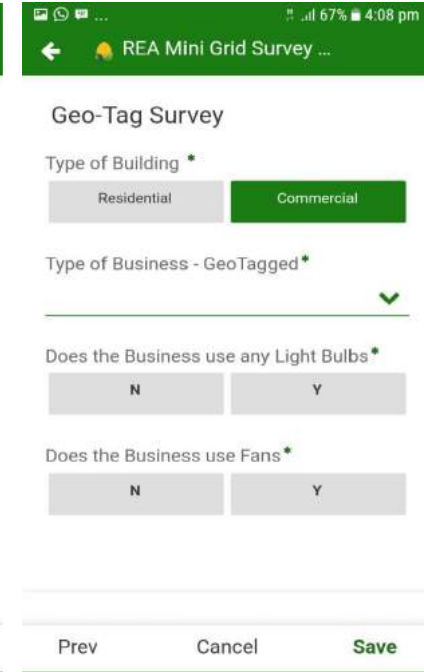 ... 67% 4:08 pm
REA Mini Grid Survey ...
Geo-Tag Survey
Type of Building *
Residential Commercial
Type of Business - GeoTagged*
Does the Business use any Light Bulbs*
N Y
Does the Business use Fans*
N Y
Prev Cancel Save